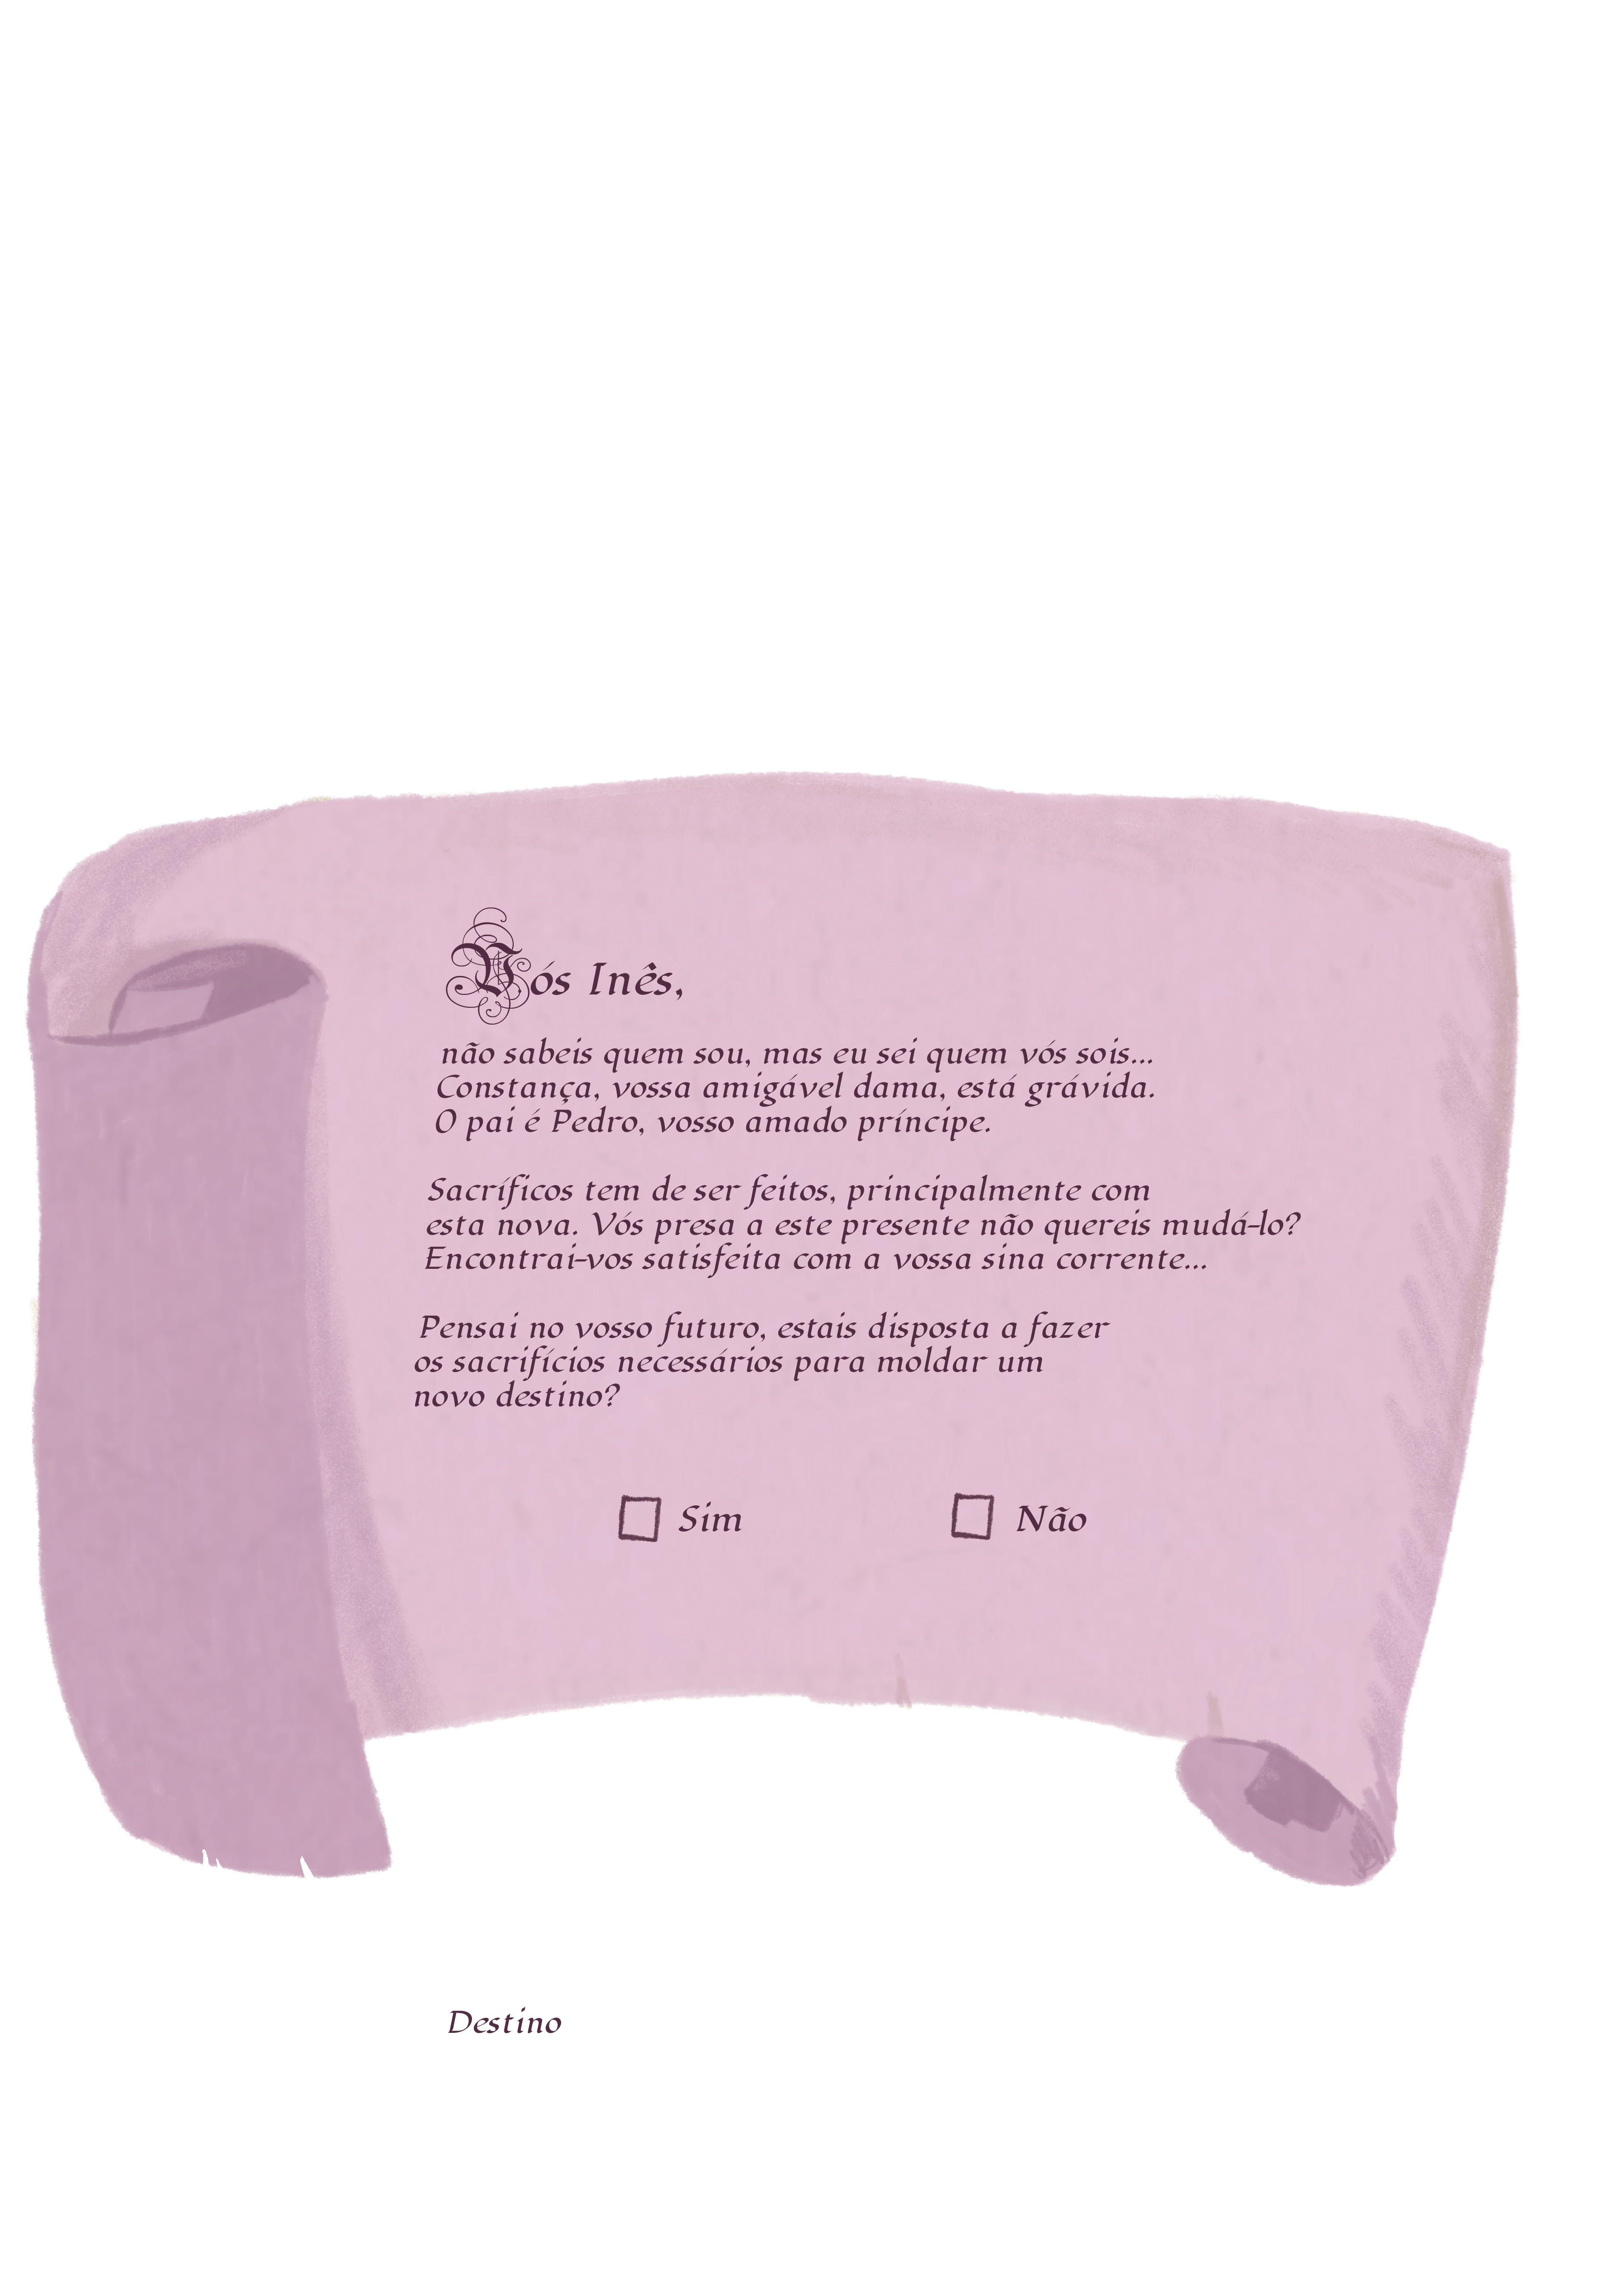 Vós Inês,
não sabeis quem sou, mas eu sei quem vós sois...
Constança, vossa amigável dama, está grávida.
O pai é Pedro, vosso amado príncipe.
Sacríficos tem de ser feitos, principalmente com
esta nova. Vós presa a este presente não quereis mudá-lo?
Encontrai-vos satisfeita com a vossa sina corrente...
Pensai no vosso futuro, estais disposta a fazer
os sacrifícios necessários para moldar um
novo destino?
Sim Não
Destino